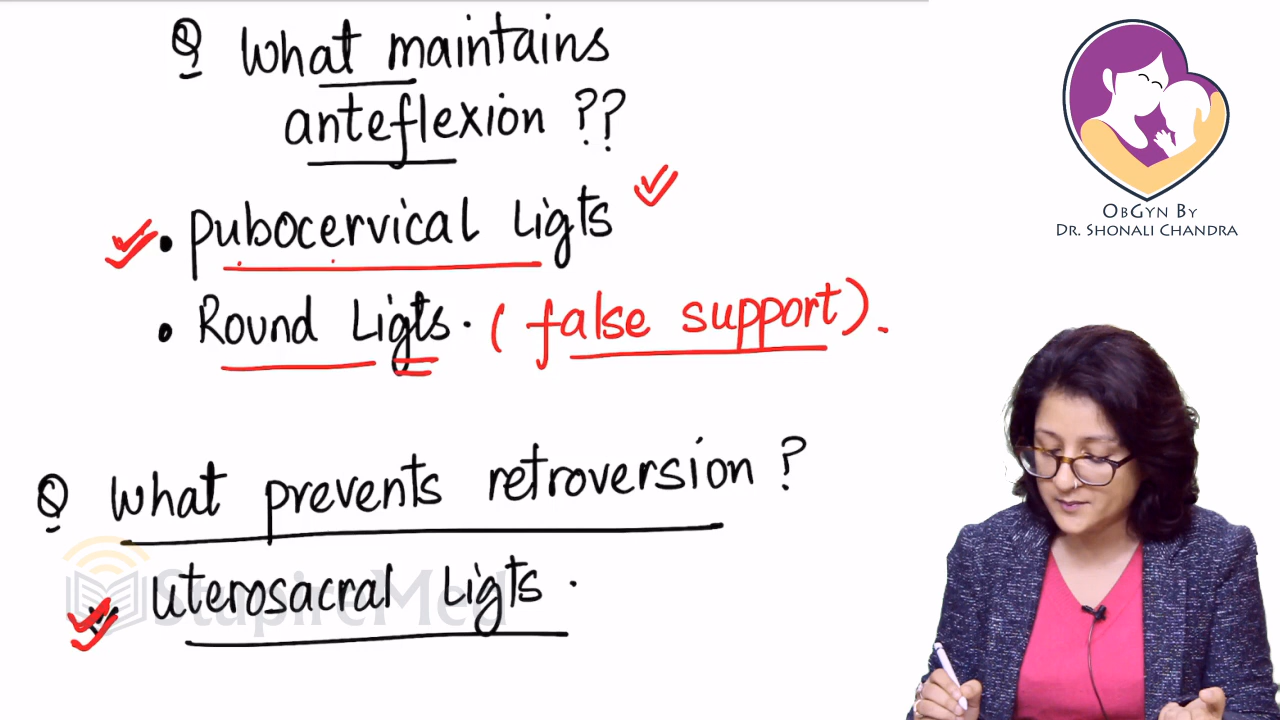 Q What maintains
anteflexion ??
• Pubocervical Ligts
• Round Ligts. (false support).
Q What prevents retroversion ?
Uterosacral Ligts.
StapireMed
OBGYN BY
DR. SHONALI CHANDRA